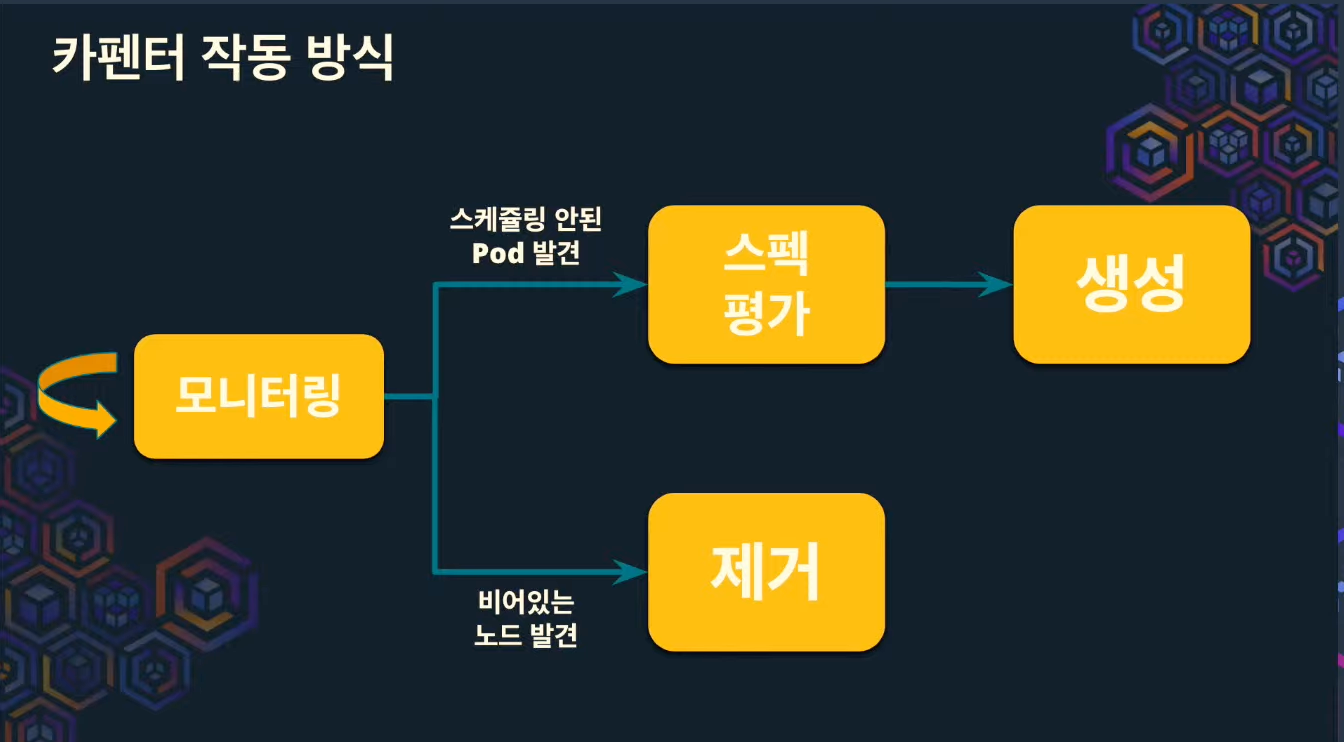 카펜터 작동 방식
스케쥴링 안된
Pod 발견
스펙
평가
생성
모니터링
제거
비어있는
노드 발견